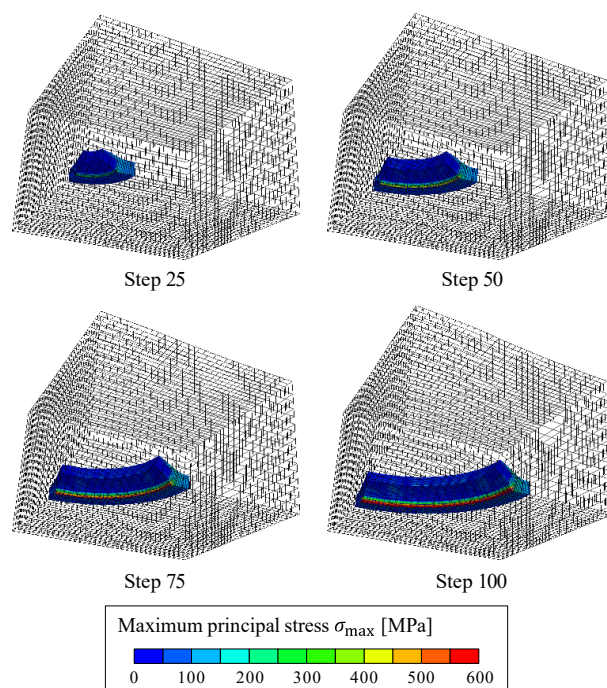 Step 25
Step 50
Step 75
Step 100
Maximum principal stress σmax [MPa]
0 100 200 300 400 500 600